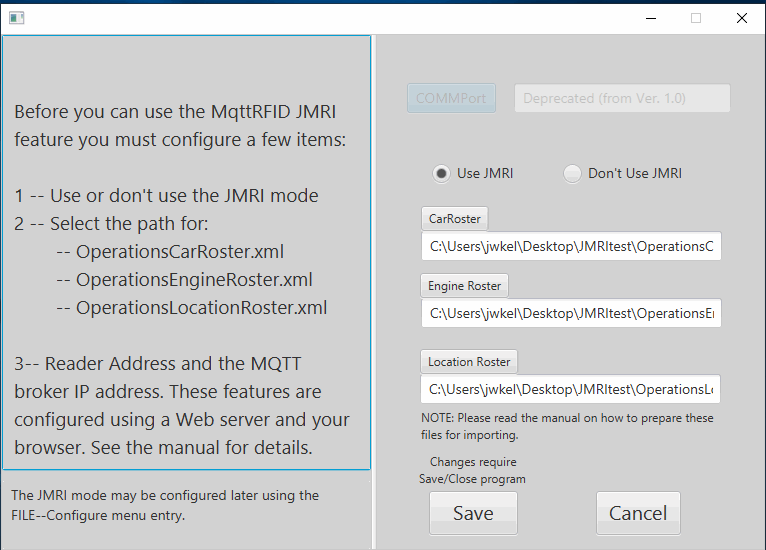 Before you can use the MqttRFID JMRI
feature you must configure a few items:
1 -- Use or don't use the JMRI mode
2 -- Select the path for:
-- OperationsCarRoster.xml
-- OperationsEngineRoster.xml
-- OperationsLocationRoster.xml
3-- Reader Address and the MQTT
broker IP address. These features are
configured using a Web server and your
browser. See the manual for details.
The JMRI mode may be configured later using the
FILE--Configure menu entry.
COMMPort
Deprecated (from Ver. 1.0)
Use JMRI
Don't Use JMRI
CarRoster
C:\Users\jwkel\Desktop\JMRItest\OperationsC
Engine Roster
C:\Users\jwkel\Desktop\JMRItest\OperationsE
Location Roster
C:\Users\jwkel\Desktop\JMRItest\OperationsLo
NOTE: Please read the manual on how to prepare these
files for importing.
Changes require
Save/Close program
Save
Cancel